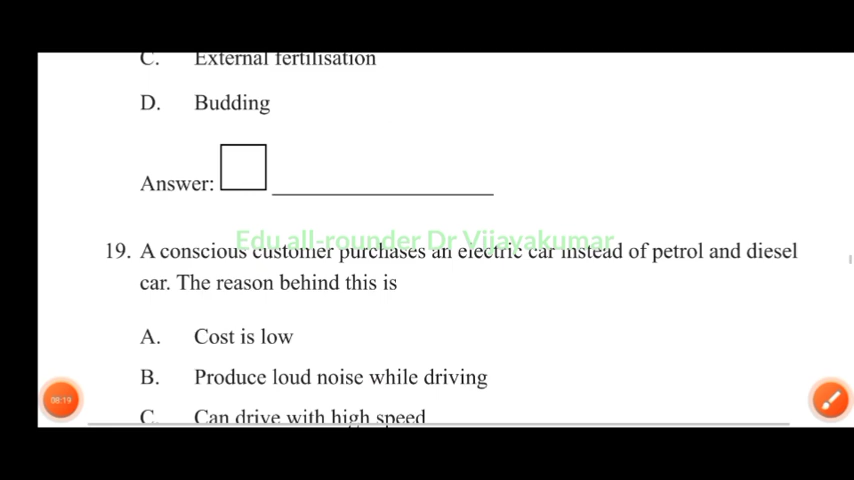 C. External fertilisation
D. Budding
Answer:
Edu all-rounder Dr Vijayakumar
19. A conscious customer purchases an electric car instead of petrol and diesel
car. The reason behind this is
A. Cost is low
B. Produce loud noise while driving
08:19
C. Can drive with high speed